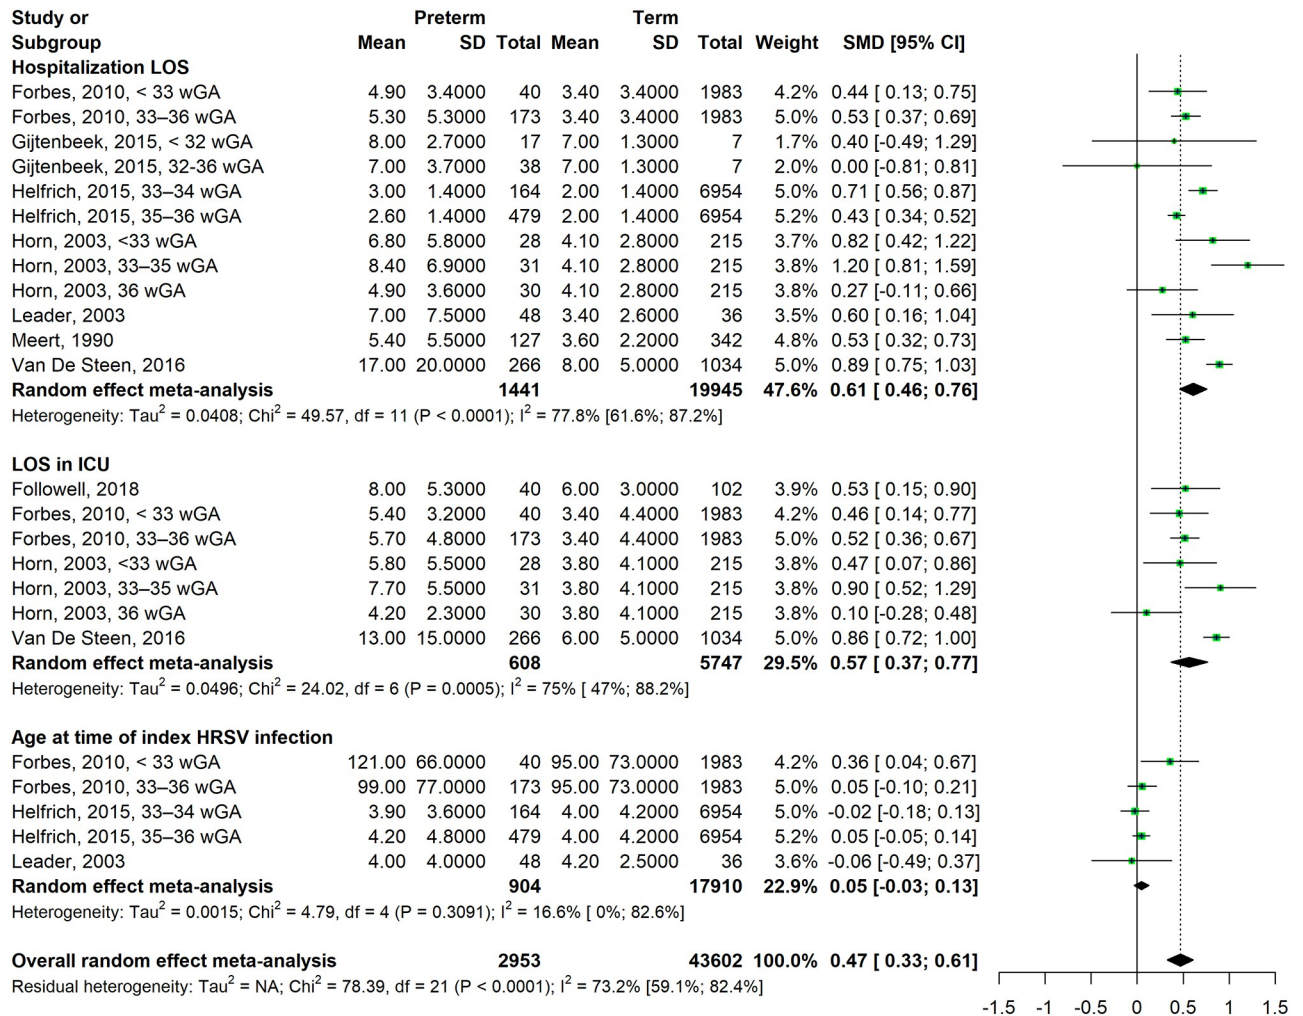 Study or Preterm Term
Subgroup Mean SD Total Mean SD Total Weight SMD [95% CI]
Hospitalization LOS
Forbes, 2010, < 33 wGA 4.90 3.4000 40 3.40 3.4000 1983 4.2% 0.44 [ 0.13; 0.75]
Forbes, 2010, 33–36 wGA 5.30 5.3000 173 3.40 3.4000 1983 5.0% 0.53 [ 0.37; 0.69]
Gijtenbeek, 2015, < 32 wGA 8.00 2.7000 17 7.00 1.3000 7 1.7% 0.40 [-0.49; 1.29]
Gijtenbeek, 2015, 32-36 wGA 7.00 3.7000 38 7.00 1.3000 7 2.0% 0.00 [-0.81; 0.81]
Helfrich, 2015, 33–34 wGA 3.00 1.4000 164 2.00 1.4000 6954 5.0% 0.71 [ 0.56; 0.87]
Helfrich, 2015, 35–36 wGA 2.60 1.4000 479 2.00 1.4000 6954 5.2% 0.43 [ 0.34; 0.52]
Horn, 2003, <33 wGA 6.80 5.8000 28 4.10 2.8000 215 3.7% 0.82 [ 0.42; 1.22]
Horn, 2003, 33–35 wGA 8.40 6.9000 31 4.10 2.8000 215 3.8% 1.20 [ 0.81; 1.59]
Horn, 2003, 36 wGA 4.90 3.6000 30 4.10 2.8000 215 3.8% 0.27 [-0.11; 0.66]
Leader, 2003 7.00 7.5000 48 3.40 2.6000 36 3.5% 0.60 [ 0.16; 1.04]
Meert, 1990 5.40 5.5000 127 3.60 2.2000 342 4.8% 0.53 [ 0.32; 0.73]
Van De Steen, 2016 17.00 20.0000 266 8.00 5.0000 1034 5.0% 0.89 [ 0.75; 1.03]
Random effect meta-analysis 1441 19945 47.6% 0.61 [ 0.46; 0.76]
Heterogeneity: Tau² = 0.0408; Chi² = 49.57, df = 11 (P < 0.0001); I² = 77.8% [61.6%; 87.2%]
LOS in ICU
Followell, 2018 8.00 5.3000 40 6.00 3.0000 102 3.9% 0.53 [ 0.15; 0.90]
Forbes, 2010, < 33 wGA 5.40 3.2000 40 3.40 4.4000 1983 4.2% 0.46 [ 0.14; 0.77]
Forbes, 2010, 33–36 wGA 5.70 4.8000 173 3.40 4.4000 1983 5.0% 0.52 [ 0.36; 0.67]
Horn, 2003, <33 wGA 5.80 5.5000 28 3.80 4.1000 215 3.8% 0.47 [ 0.07; 0.86]
Horn, 2003, 33–35 wGA 7.70 5.5000 31 3.80 4.1000 215 3.8% 0.90 [ 0.52; 1.29]
Horn, 2003, 36 wGA 4.20 2.3000 30 3.80 4.1000 215 3.8% 0.10 [-0.28; 0.48]
Van De Steen, 2016 13.00 15.0000 266 6.00 5.0000 1034 5.0% 0.86 [ 0.72; 1.00]
Random effect meta-analysis 608 5747 29.5% 0.57 [ 0.37; 0.77]
Heterogeneity: Tau² = 0.0496; Chi² = 24.02, df = 6 (P = 0.0005); I² = 75% [ 47%; 88.2%]
Age at time of index HRSV infection
Forbes, 2010, < 33 wGA 121.00 66.0000 40 95.00 73.0000 1983 4.2% 0.36 [ 0.04; 0.67]
Forbes, 2010, 33–36 wGA 99.00 77.0000 173 95.00 73.0000 1983 5.0% 0.05 [-0.10; 0.21]
Helfrich, 2015, 33–34 wGA 3.90 3.6000 164 4.00 4.2000 6954 5.0% -0.02 [-0.18; 0.13]
Helfrich, 2015, 35–36 wGA 4.20 4.8000 479 4.00 4.2000 6954 5.2% 0.05 [-0.05; 0.14]
Leader, 2003 4.00 4.0000 48 4.20 2.5000 36 3.6% -0.06 [-0.49; 0.37]
Random effect meta-analysis 904 17910 22.9% 0.05 [-0.03; 0.13]
Heterogeneity: Tau² = 0.0015; Chi² = 4.79, df = 4 (P = 0.3091); I² = 16.6% [ 0%; 82.6%]
Overall random effect meta-analysis 2953 43602 100.0% 0.47 [ 0.33; 0.61]
Residual heterogeneity: Tau² = NA; Chi² = 78.39, df = 21 (P < 0.0001); I² = 73.2% [59.1%; 82.4%]
-1.5 -1 -0.5 0 0.5 1 1.5